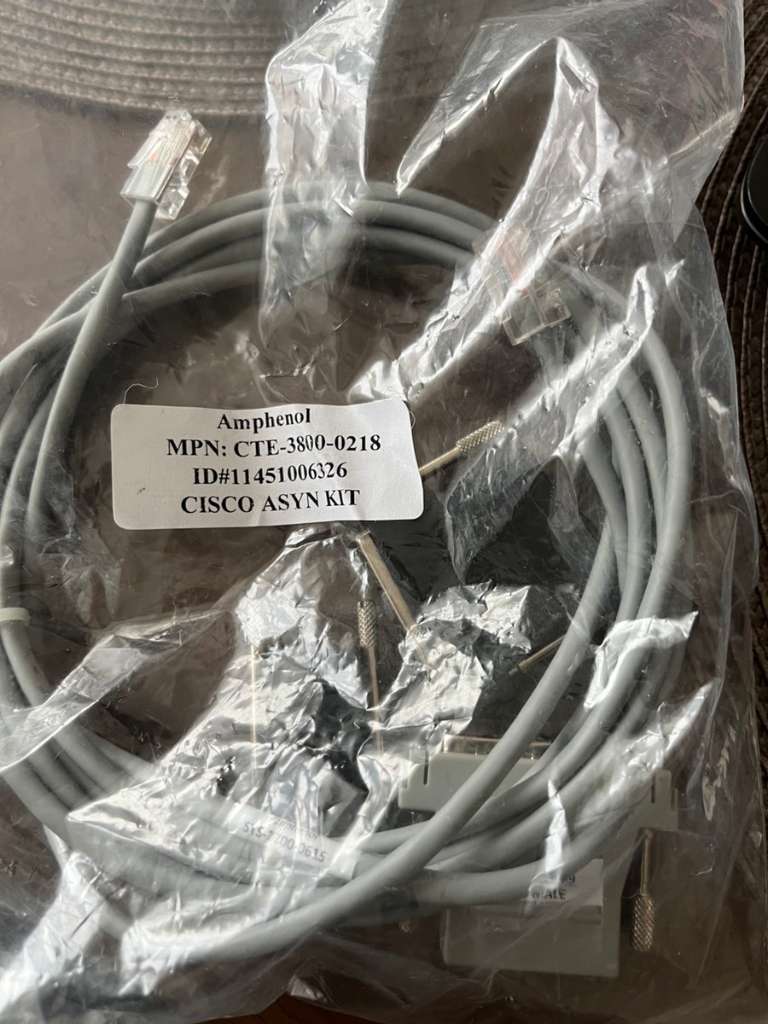 Amphenol
MPN: CTE-3800-0218
ID#11451006326
CISCO ASYN KIT